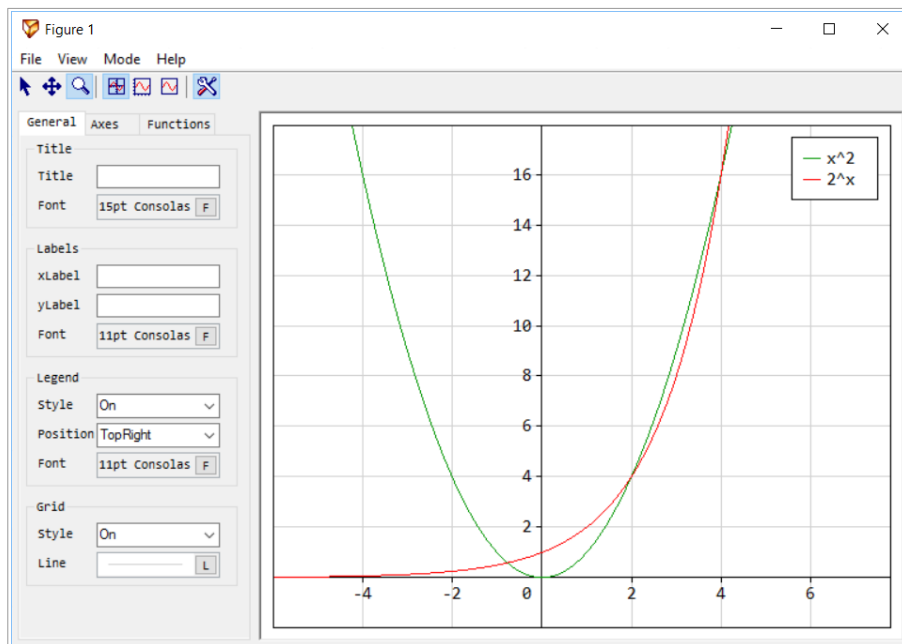 Figure 1
File View Mode Help
General Axes Functions
Title
Title
Font 15pt Consolas F
Labels
xLabel
yLabel
Font 11pt Consolas F
Legend
Style On
Position TopRight
Font 11pt Consolas F
Grid
Style On
Line L
x^2
2^x
16
14
12
10
8
6
4
2
-4 -2 0 2 4 6